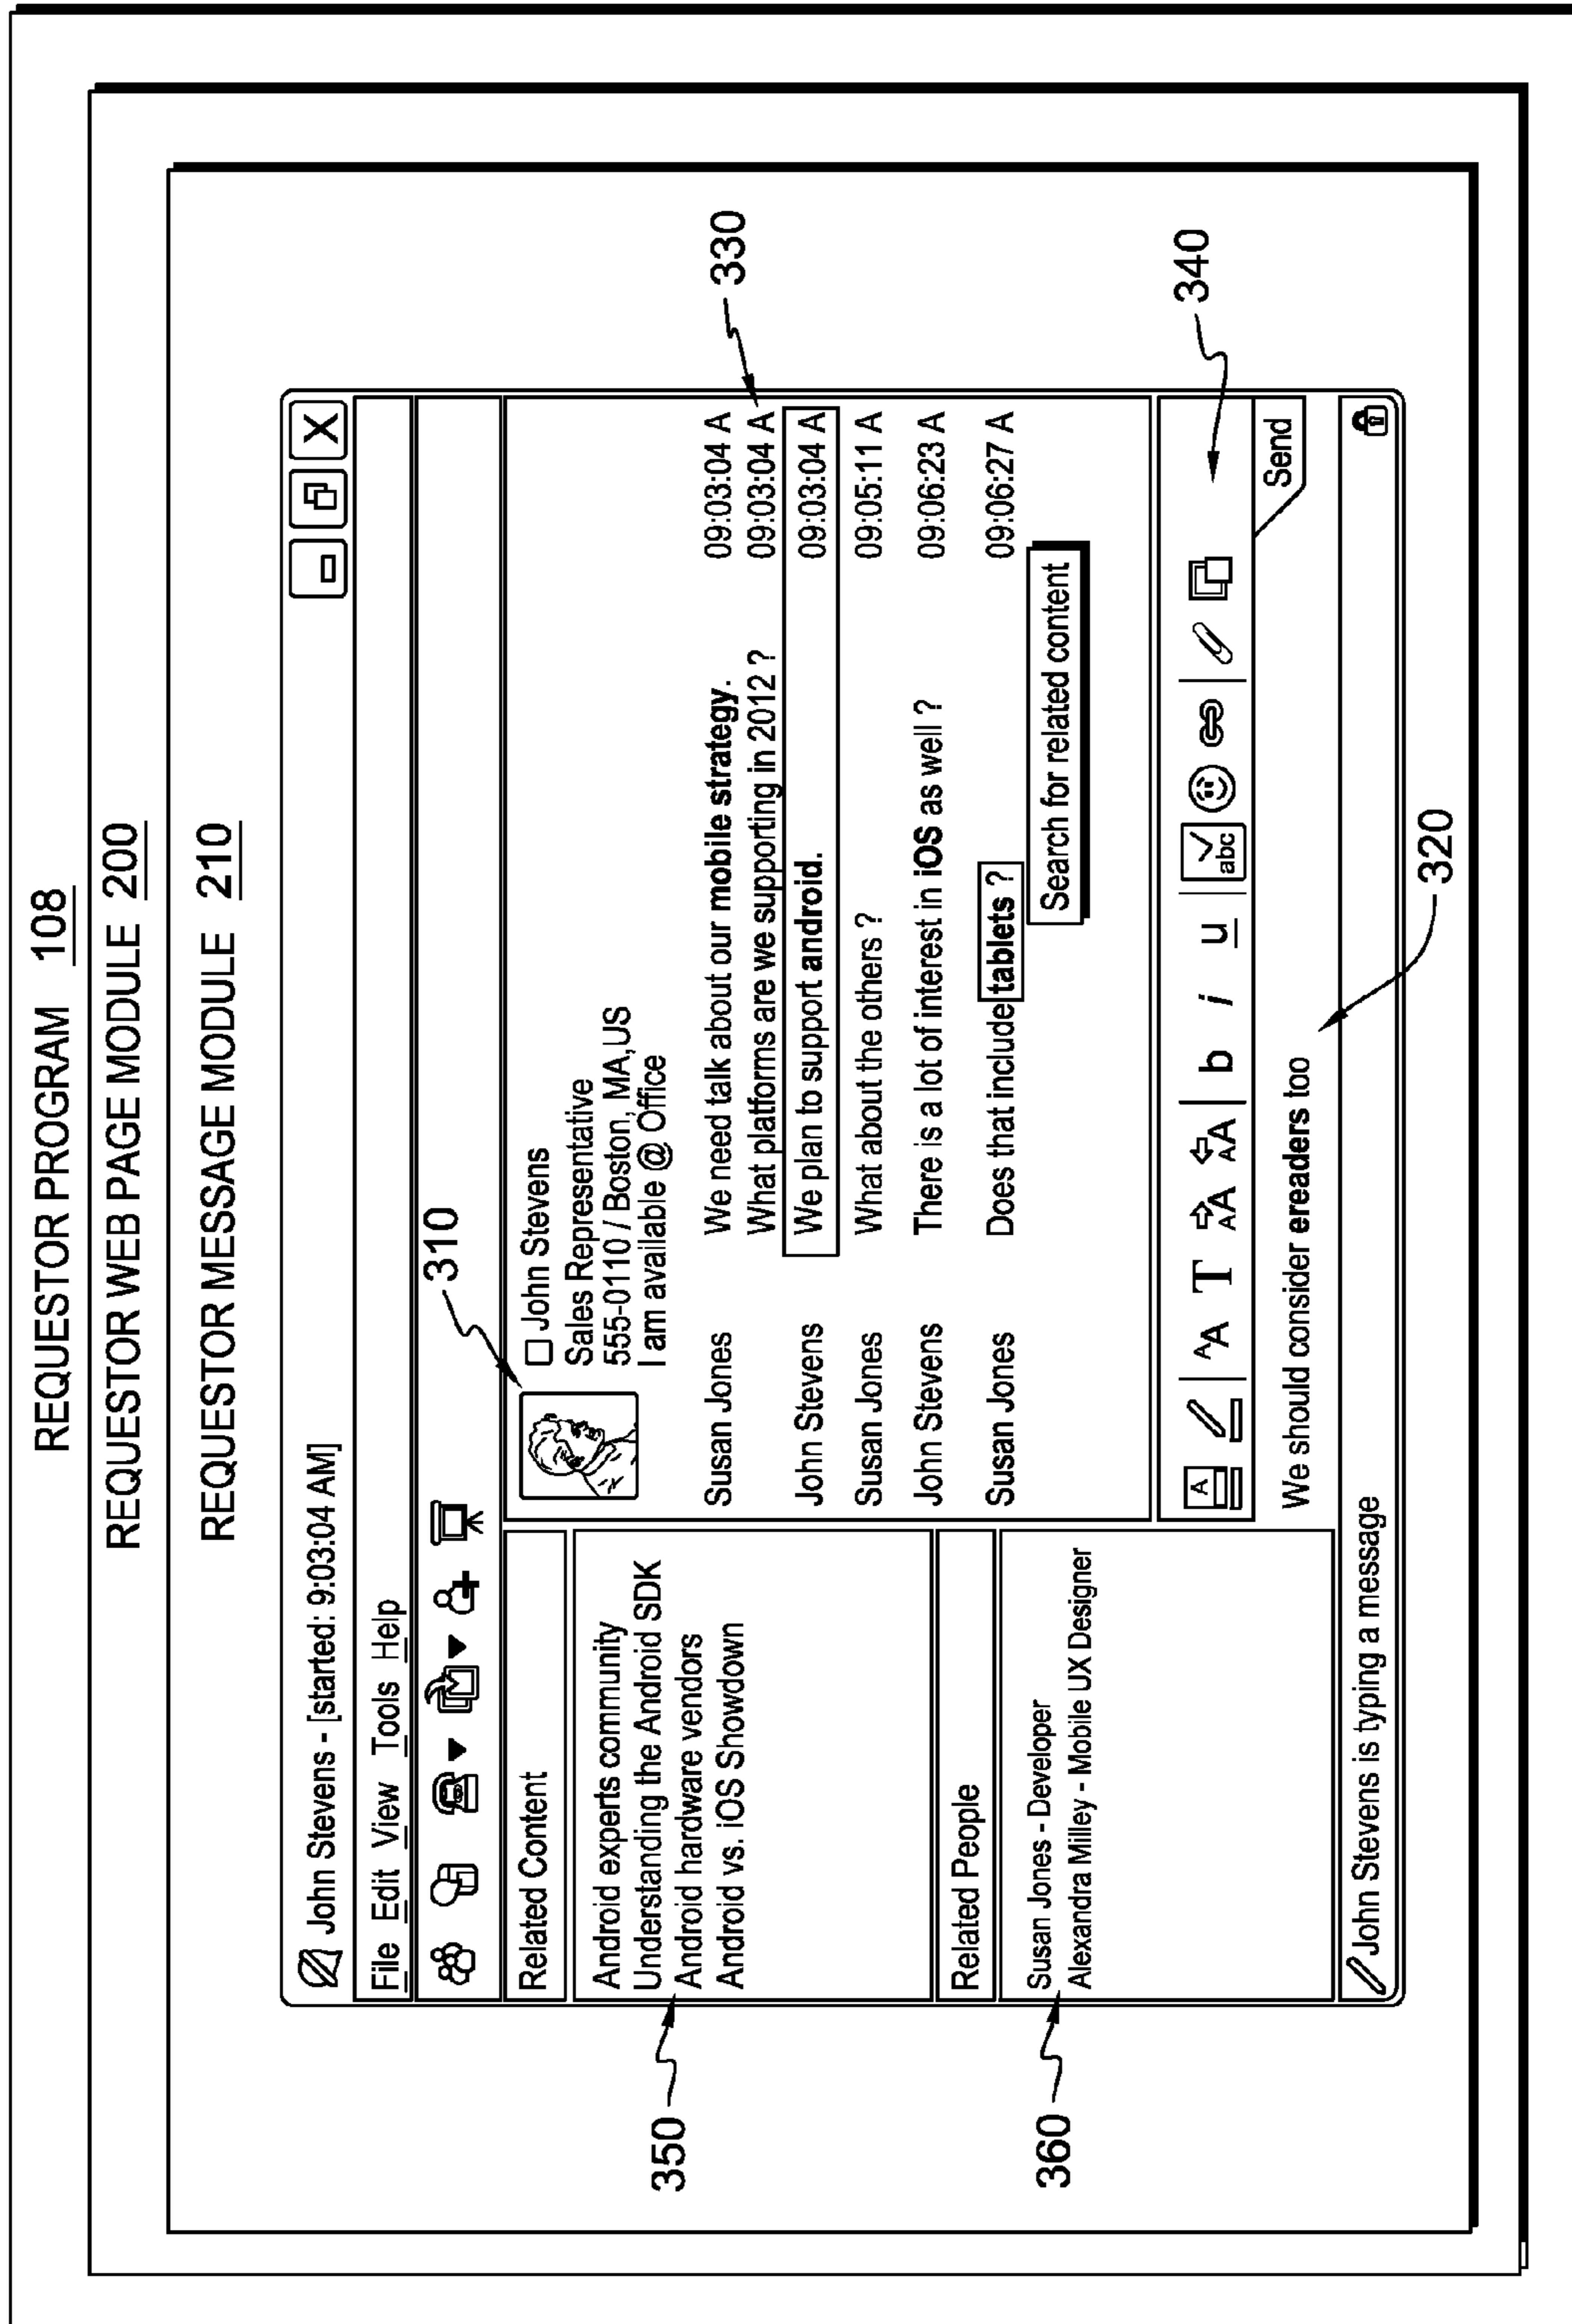 REQUESTOR PROGRAM 108
REQUESTOR WEB PAGE MODULE 200
REQUESTOR MESSAGE MODULE 210
John Stevens - [started: 9:03:04 AM]
X
File Edit View Tools Help
310
Related Content
Android experts community
Understanding the Android SDK
Android hardware vendors
Android vs. iOS Showdown
350
Related People
Susan Jones - Developer
Alexandra Milley - Mobile UX Designer
360
John Stevens
Sales Representative
555-0110 / Boston, MA,US
I am available @ Office
Susan Jones We need talk about our mobile strategy. 09:03:04 A
What platforms are we supporting in 2012 ? 09:03:04 A
330
John Stevens We plan to support android. 09:03:04 A
Susan Jones What about the others ? 09:05:11 A
John Stevens There is a lot of interest in iOS as well ? 09:06:23 A
Susan Jones Does that include tablets ? 09:06:27 A
Search for related content
A AA T AA AA b i u abc
340
We should consider ereaders too
Send
320
John Stevens is typing a message